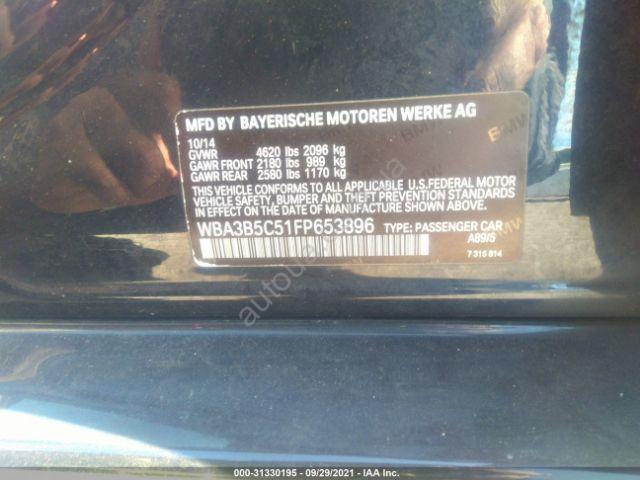 MFD BY BAYERISCHE MOTOREN WERKE AG
10/14
GVWR 4620 lbs 2096 kg
GAWR FRONT 2180 lbs 989 kg
GAWR REAR 2580 lbs 1170 kg
THIS VEHICLE CONFORMS TO ALL APPLICABLE U.S.FEDERAL MOTOR
VEHICLE SAFETY, BUMPER AND THEFT PREVENTION STANDARDS
IN EFFECT ON THE DATE OF MANUFACTURE SHOWN ABOVE.
WBA3B5C51FP653896 TYPE: PASSENGER CAR
A89/5
7 315 814
000-31330195 - 09/29/2021 - IAA Inc.